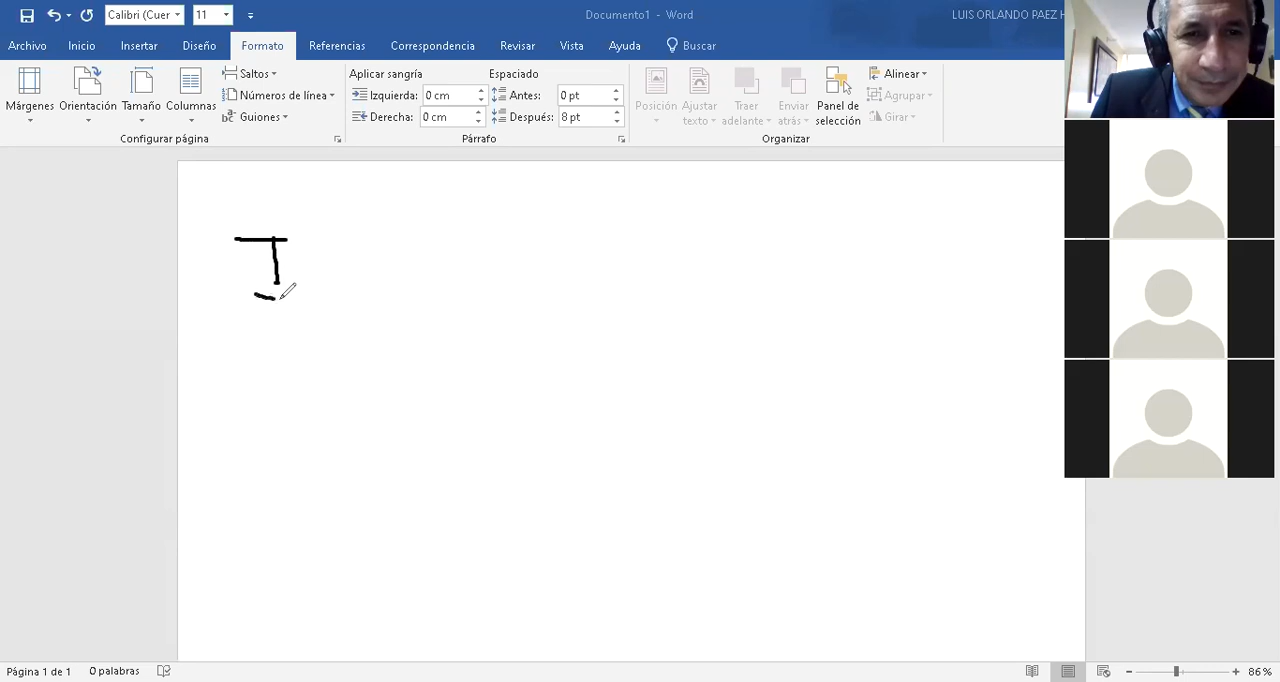 Calibri (Cuer 11 Documento1 - Word LUIS ORLANDO PAEZ H
Archivo Inicio Insertar Diseño Formato Referencias Correspondencia Revisar Vista Ayuda Buscar
Saltos Aplicar sangría Espaciado Alinear
Márgenes Orientación Tamaño Columnas Números de línea Izquierda: 0 cm Antes: 0 pt Posición Ajustar texto Traer adelante Enviar atrás Panel de selección Agrupar
Guiones Derecha: 0 cm Después: 8 pt Girar
Configurar página Párrafo Organizar
Página 1 de 1 0 palabras 86%